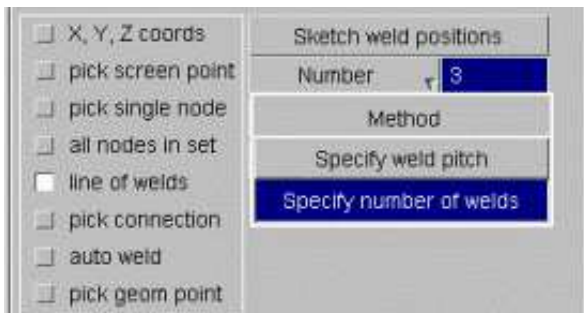 X, Y, Z coords
pick screen point
pick single node
all nodes in set
line of welds
pick connection
auto weld
pick geom point
Sketch weld positions
Number 3
Method
Specify weld pitch
Specify number of welds